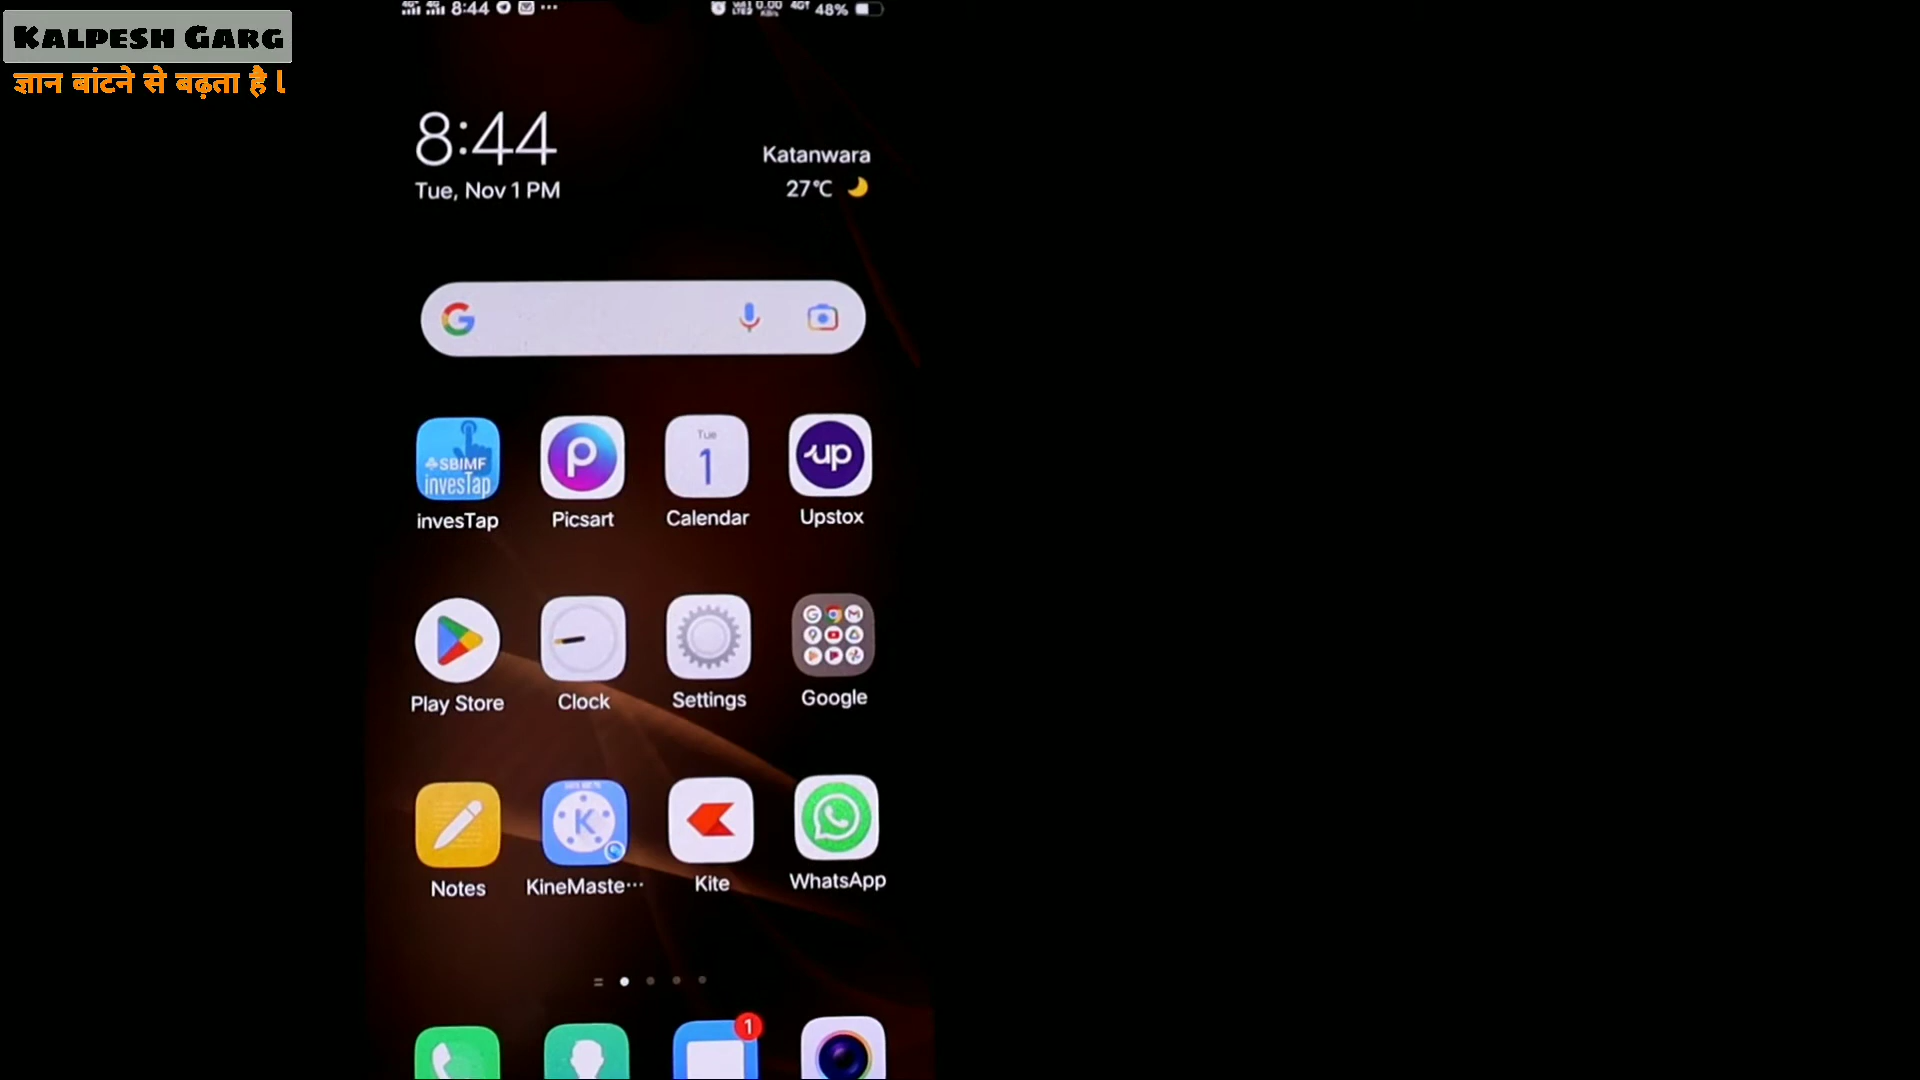 KALPESH GARG
ज्ञान बांटने से बढ़ता है l
8:44
48%
8:44
Tue, Nov 1 PM
Katanwara
27°C
SBIMF
invesTap
invesTap
Picsart
Tue
1
Calendar
up
Upstox
Play Store
Clock
Settings
Google
Notes
K
KineMaste···
Kite
WhatsApp
1